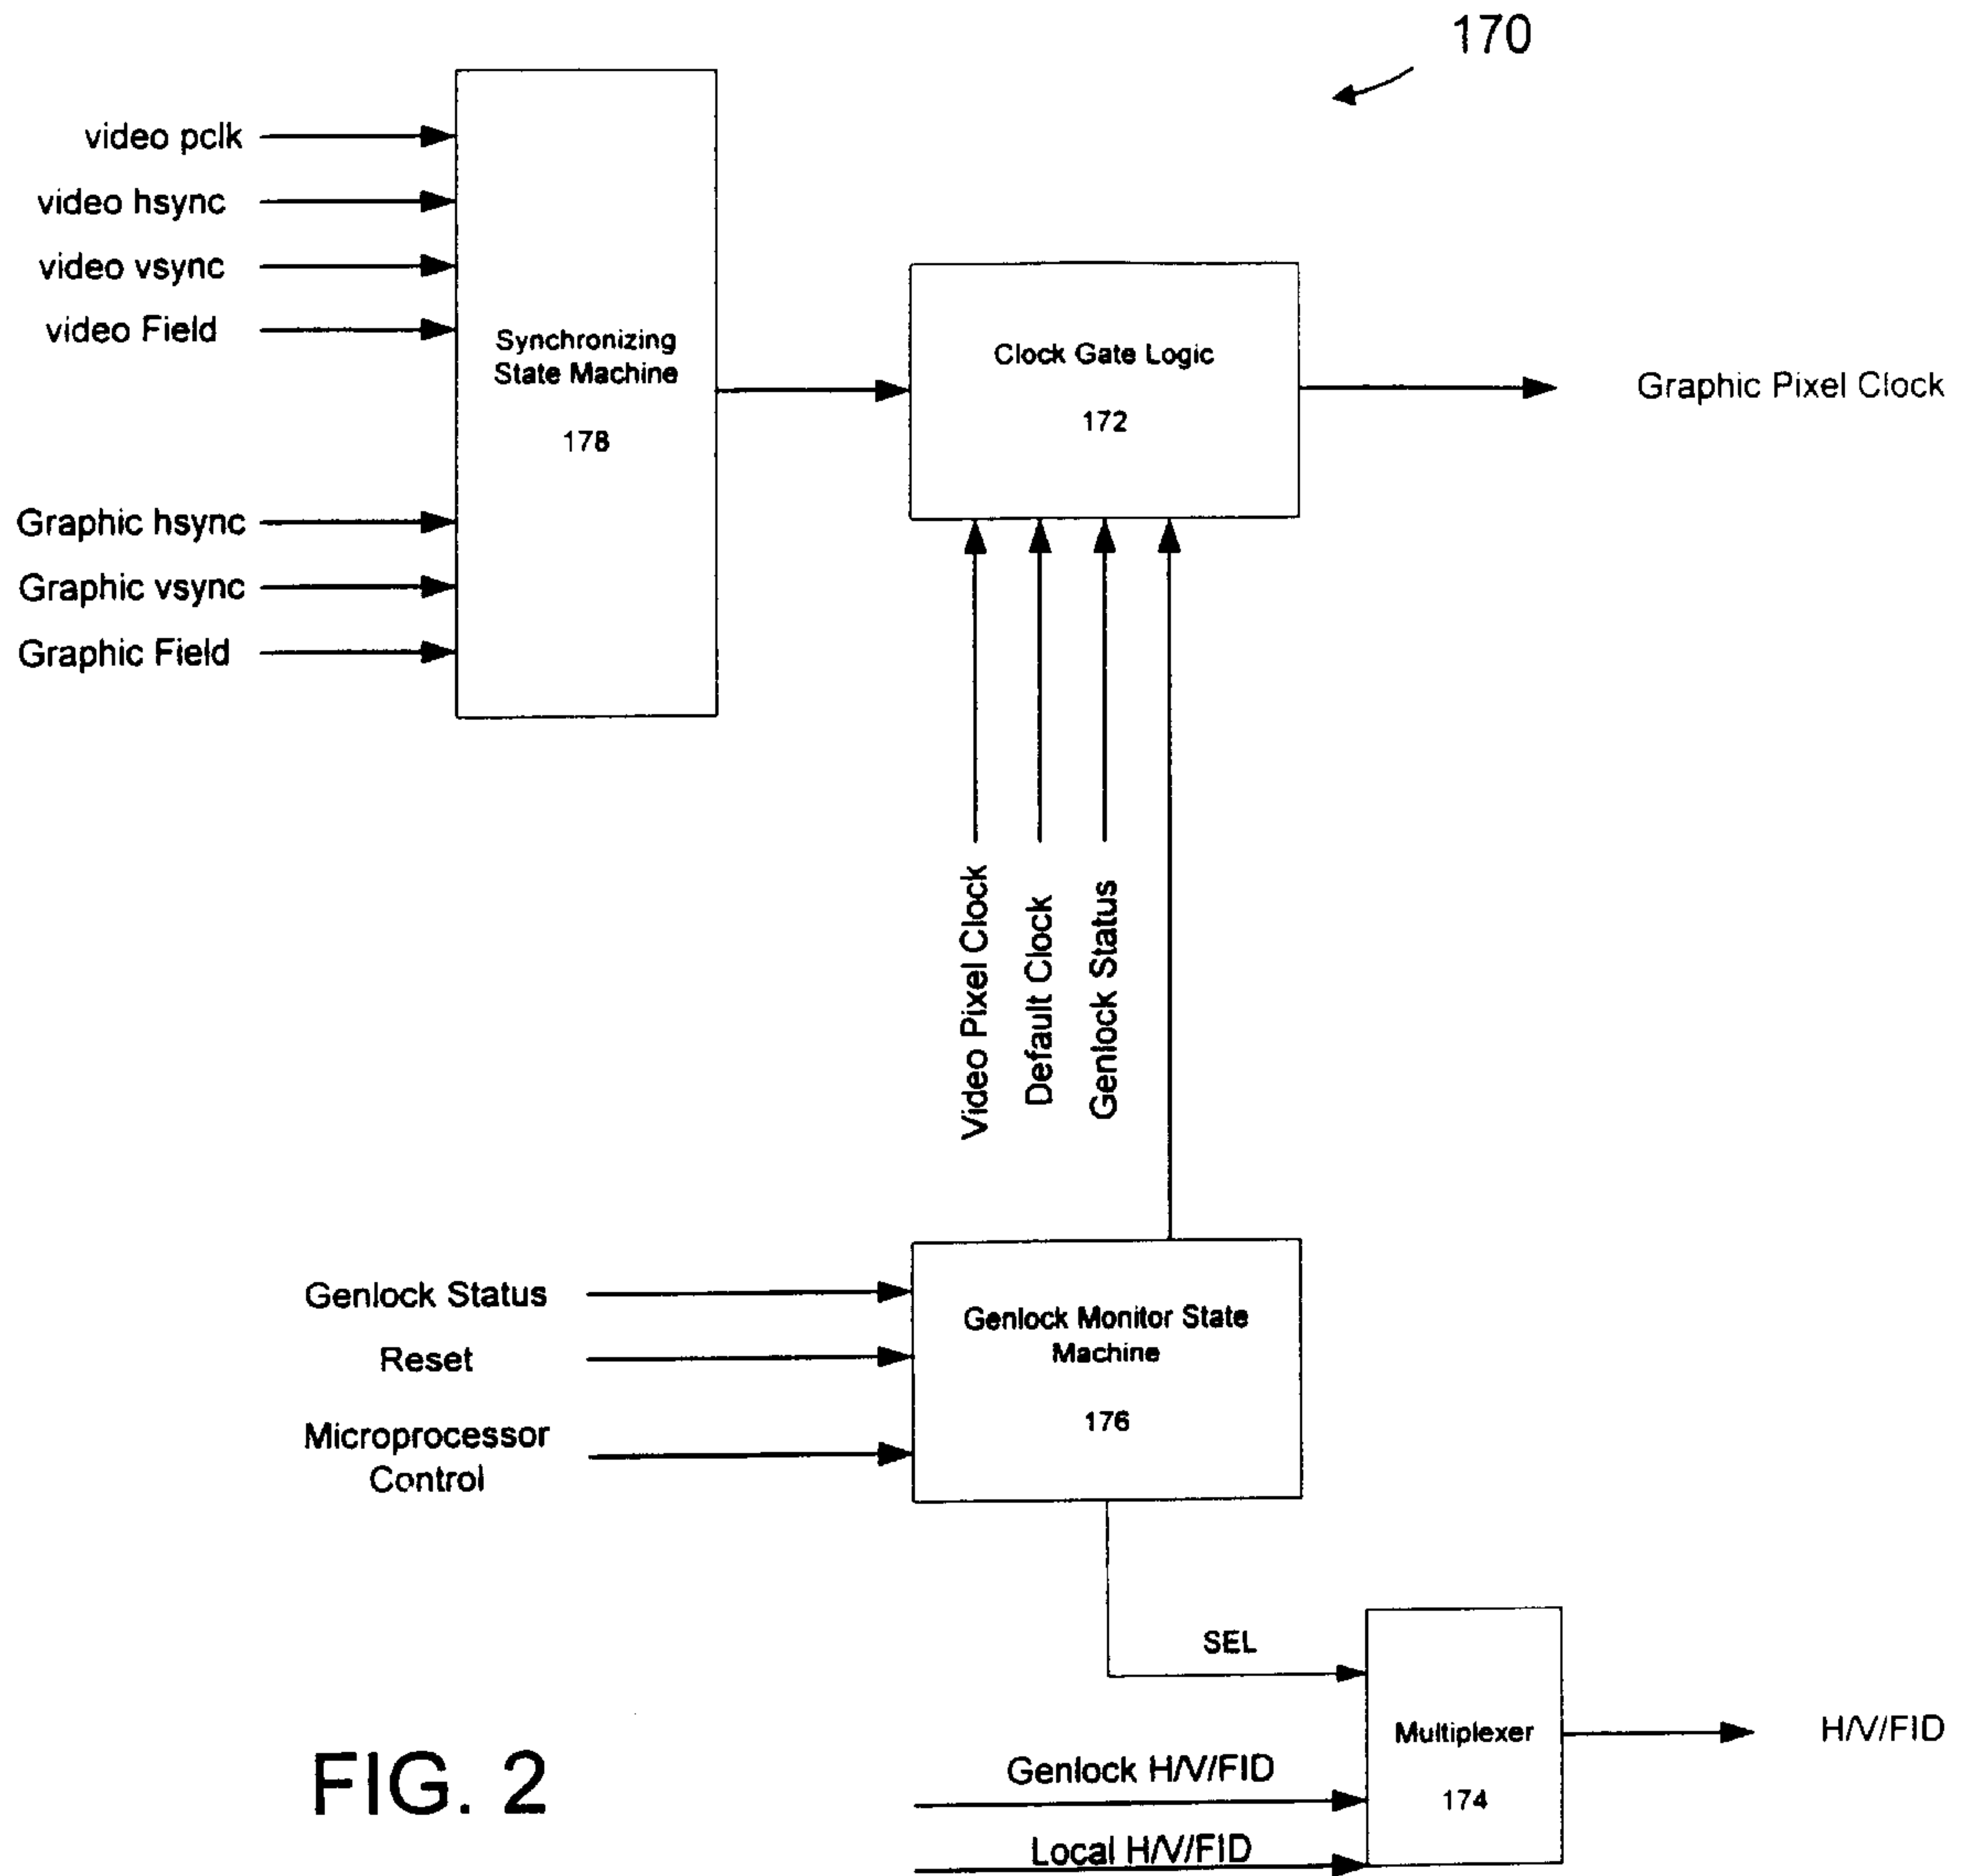 170
video pclk
video hsync
video vsync
video Field
Graphic hsync
Graphic vsync
Graphic Field
Synchronizing
State Machine
178
Clock Gate Logic
172
Graphic Pixel Clock
Video Pixel Clock
Default Clock
Genlock Status
Genlock Status
Reset
Microprocessor
Control
Genlock Monitor State
Machine
176
SEL
Genlock H/V/FID
Local H/V/FID
Multiplexer
174
H/V/FID
FIG. 2